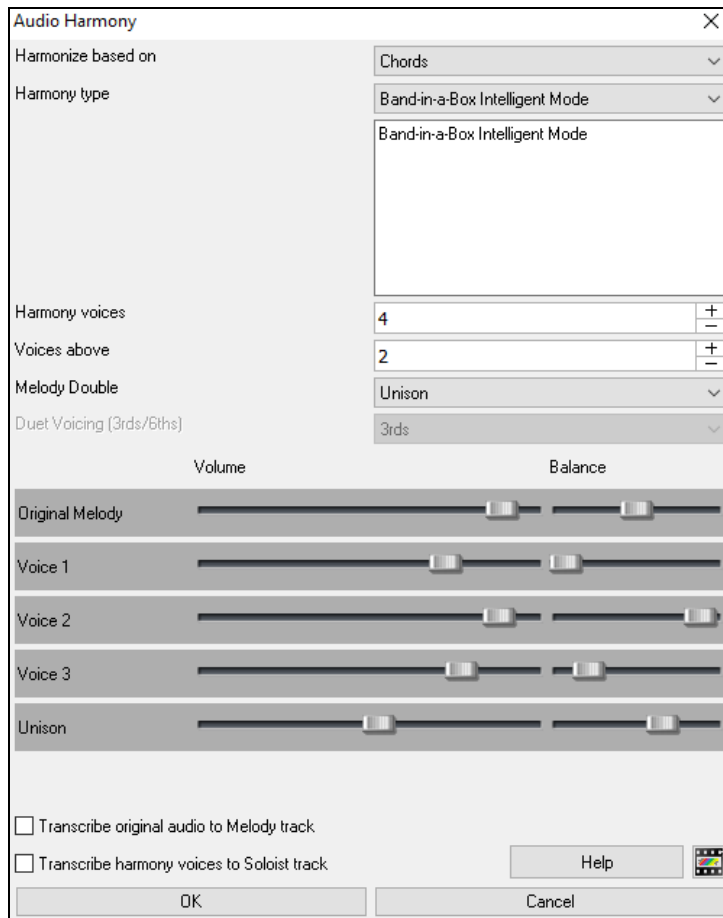 Audio Harmony
Harmonize based on Chords
Harmony type Band-in-a-Box Intelligent Mode
Band-in-a-Box Intelligent Mode
Harmony voices 4
Voices above 2
Melody Double Unison
Duet Voicing (3rds/6ths) 3rds
Volume Balance
Original Melody
Voice 1
Voice 2
Voice 3
Unison
Transcribe original audio to Melody track
Transcribe harmony voices to Soloist track Help
OK Cancel